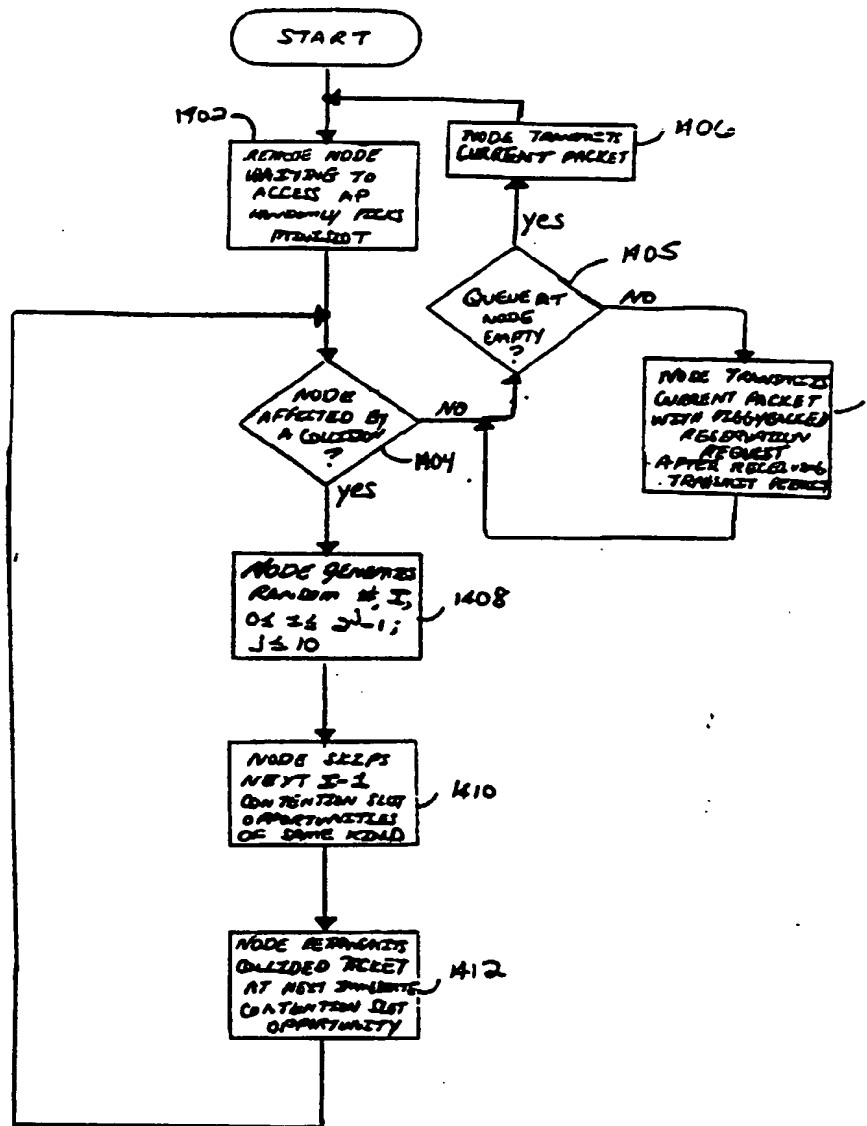 START
1402
REMOTE NODE
WAITING TO
ACCESS AP
RANDOMLY PICKS
MINISLOT
NODE TRANSMITS
CURRENT PACKET
1406
yes
1405
QUEUE AT
NODE
EMPTY
?
NO
NODE TRANSMITS
CURRENT PACKET
WITH PIGGYBACKED
RESERVATION
REQUEST
AFTER RECEIVING
TRANSMIT PERMIT
NODE
AFFECTED BY
A COLLISION
?
NO
1404
yes
NODE GENERATES
RANDOM #, I,
0≤ I≤ 2^J-1;
J≤ 10
1408
NODE SKIPS
NEXT I-1
CONTENTION SLOT
OPPORTUNITIES
OF SAME KIND
1410
NODE RETRANSMITS
COLLIDED PACKET
AT NEXT IMMEDIATE
CONTENTION SLOT
OPPORTUNITY
1412